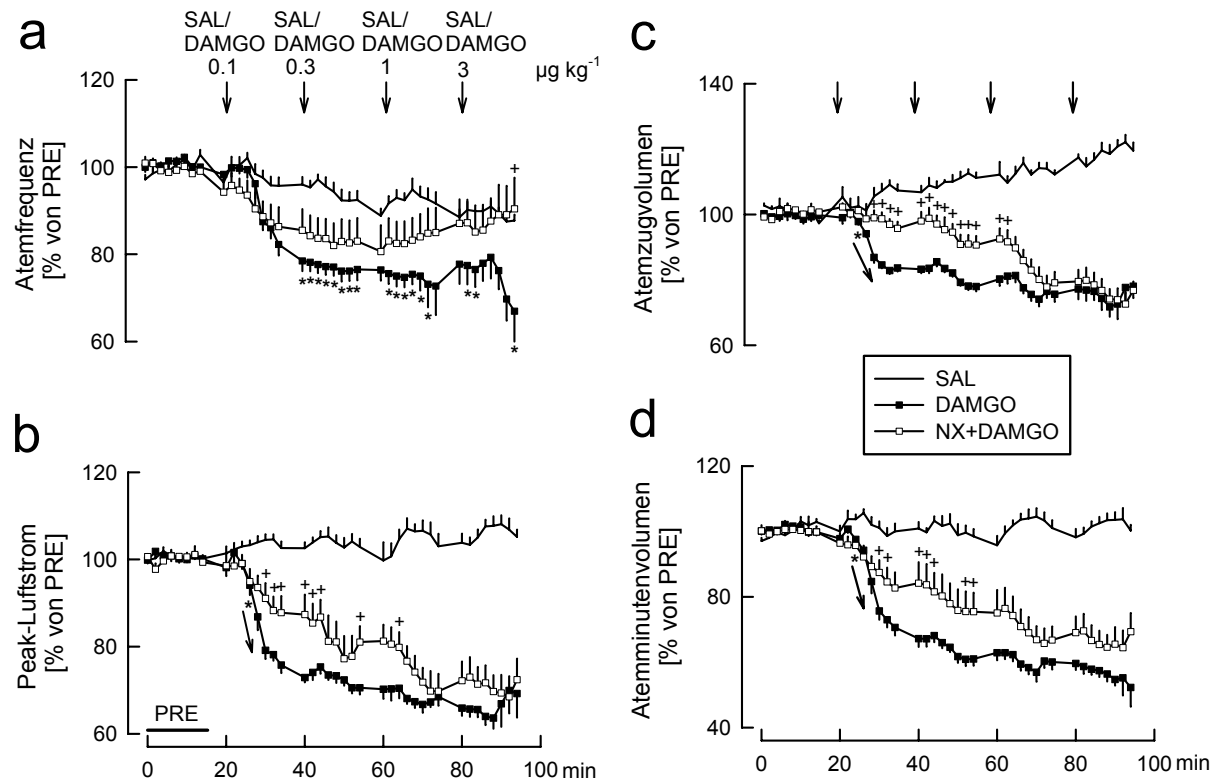 a
SAL/ SAL/ SAL/ SAL/
DAMGO DAMGO DAMGO DAMGO
0.1 0.3 1 3 µg kg⁻¹
120
100
80
60
Atemfrequenz
[% von PRE]
+
*** ** *** *** * * ** *
c
140
100
60
Atemzugvolumen
[% von PRE]
*
SAL
DAMGO
NX+DAMGO
b
120
100
80
60
Peak-Luftstrom
[% von PRE]
*
PRE
0 20 40 60 80 100 min
d
120
80
40
Atemminutenvolumen
[% von PRE]
*
0 20 40 60 80 100 min